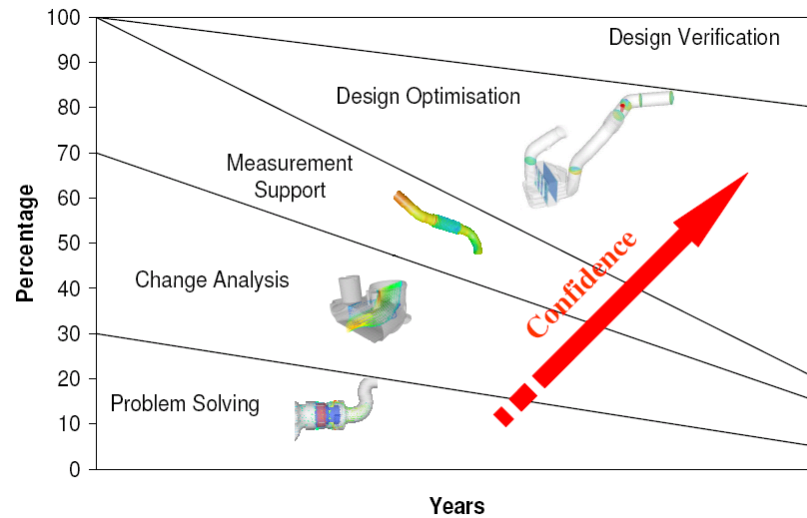 100
90
80
70
60
50
40
30
20
10
0
Percentage
Years
Design Verification
Design Optimisation
Measurement
Support
Change Analysis
Problem Solving
Confidence